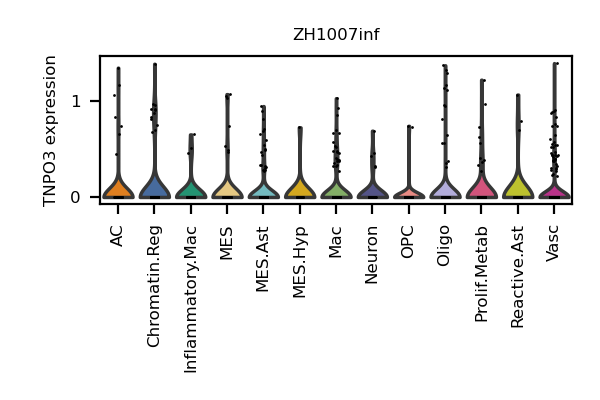 ZH1007inf
TNPO3 expression
1
0
AC
Chromatin.Reg
Inflammatory.Mac
MES
MES.Ast
MES.Hyp
Mac
Neuron
OPC
Oligo
Prolif.Metab
Reactive.Ast
Vasc